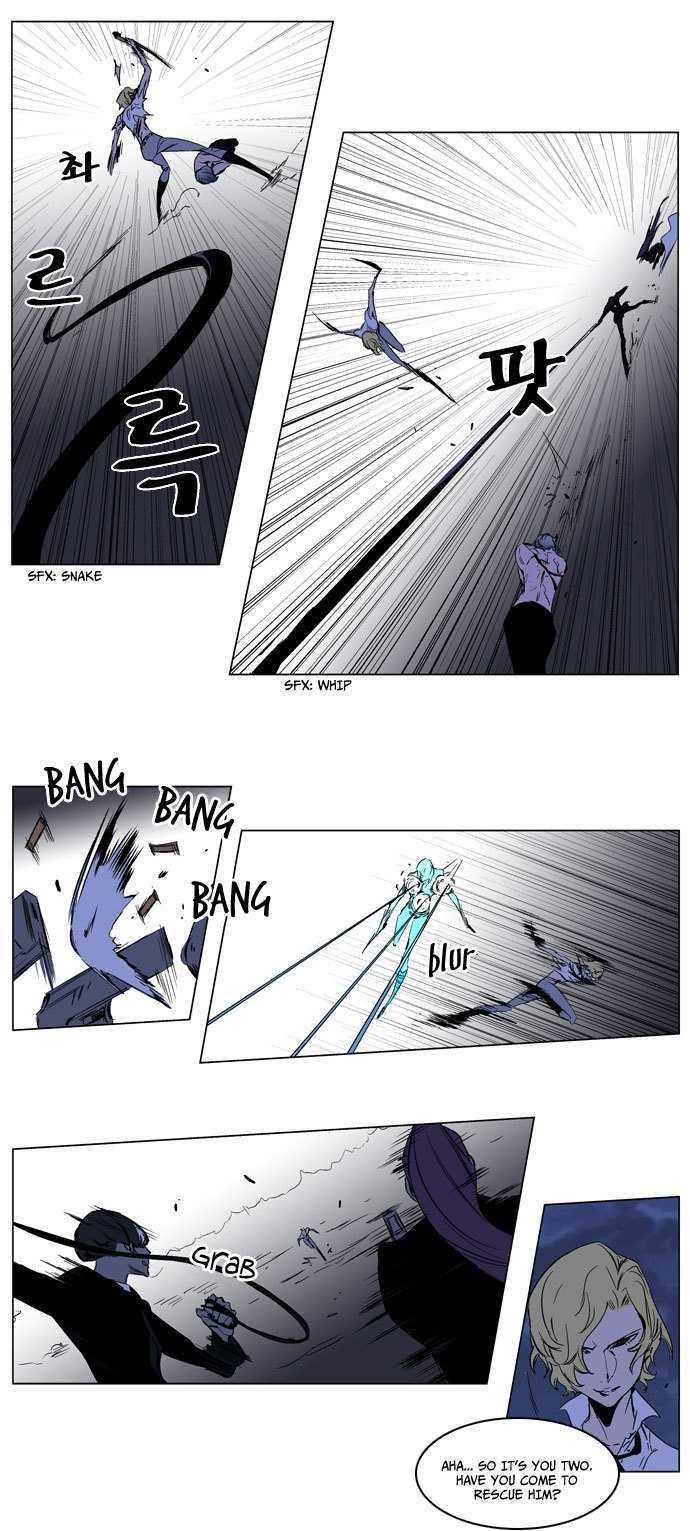 촤
르
르륵
SFX: SNAKE
팟
SFX: WHIP
BANG
BANG
BANG
blur
GRAB
AHA... SO IT'S YOU TWO.
HAVE YOU COME TO
RESCUE HIM?